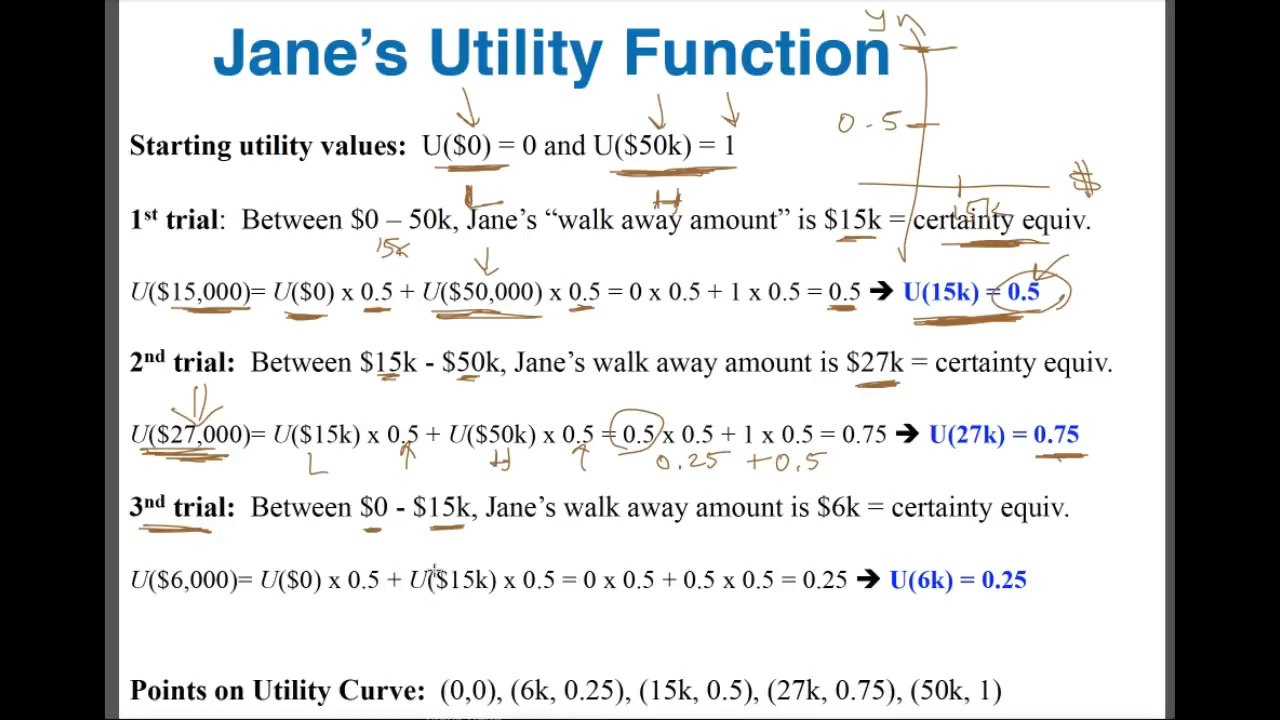 Jane's Utility Function
yn
0.5
$
Starting utility values: U($0) = 0 and U($50k) = 1
L
H
1st trial: Between $0 – 50k, Jane's “walk away amount” is $15k = certainty equiv.
15k
15k
U($15,000)= U($0) x 0.5 + U($50,000) x 0.5 = 0 x 0.5 + 1 x 0.5 = 0.5 ➔ U(15k) = 0.5
2nd trial: Between $15k - $50k, Jane's walk away amount is $27k = certainty equiv.
U($27,000)= U($15k) x 0.5 + U($50k) x 0.5 = 0.5 x 0.5 + 1 x 0.5 = 0.75 ➔ U(27k) = 0.75
L H 0.25 +0.5
3nd trial: Between $0 - $15k, Jane's walk away amount is $6k = certainty equiv.
U($6,000)= U($0) x 0.5 + U($15k) x 0.5 = 0 x 0.5 + 0.5 x 0.5 = 0.25 ➔ U(6k) = 0.25
Points on Utility Curve: (0,0), (6k, 0.25), (15k, 0.5), (27k, 0.75), (50k, 1)